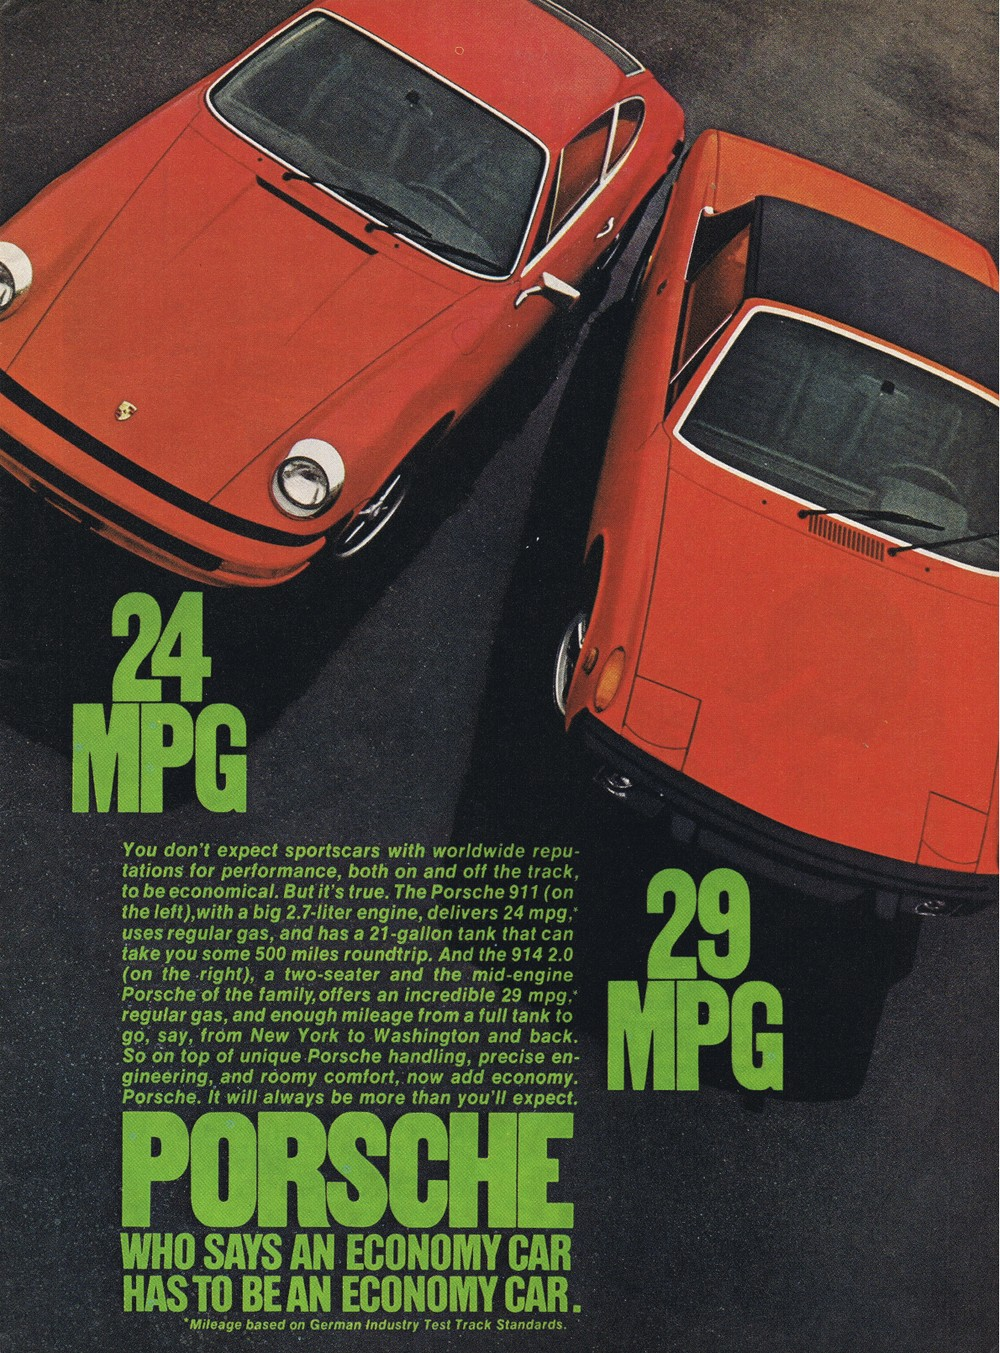 24
MPG
You don't expect sportscars with worldwide repu-
tations for performance, both on and off the track,
to be economical. But it's true. The Porsche 911 (on
the left),with a big 2.7-liter engine, delivers 24 mpg,*
uses regular gas, and has a 21-gallon tank that can
take you some 500 miles roundtrip. And the 914 2.0
(on the right), a two-seater and the mid-engine
Porsche of the family,offers an incredible 29 mpg,*
regular gas, and enough mileage from a full tank to
go, say, from New York to Washington and back.
So on top of unique Porsche handling, precise en-
gineering, and roomy comfort, now add economy.
Porsche. It will always be more than you'll expect.
29
MPG
PORSCHE
WHO SAYS AN ECONOMY CAR
HAS TO BE AN ECONOMY CAR.
*Mileage based on German Industry Test Track Standards.